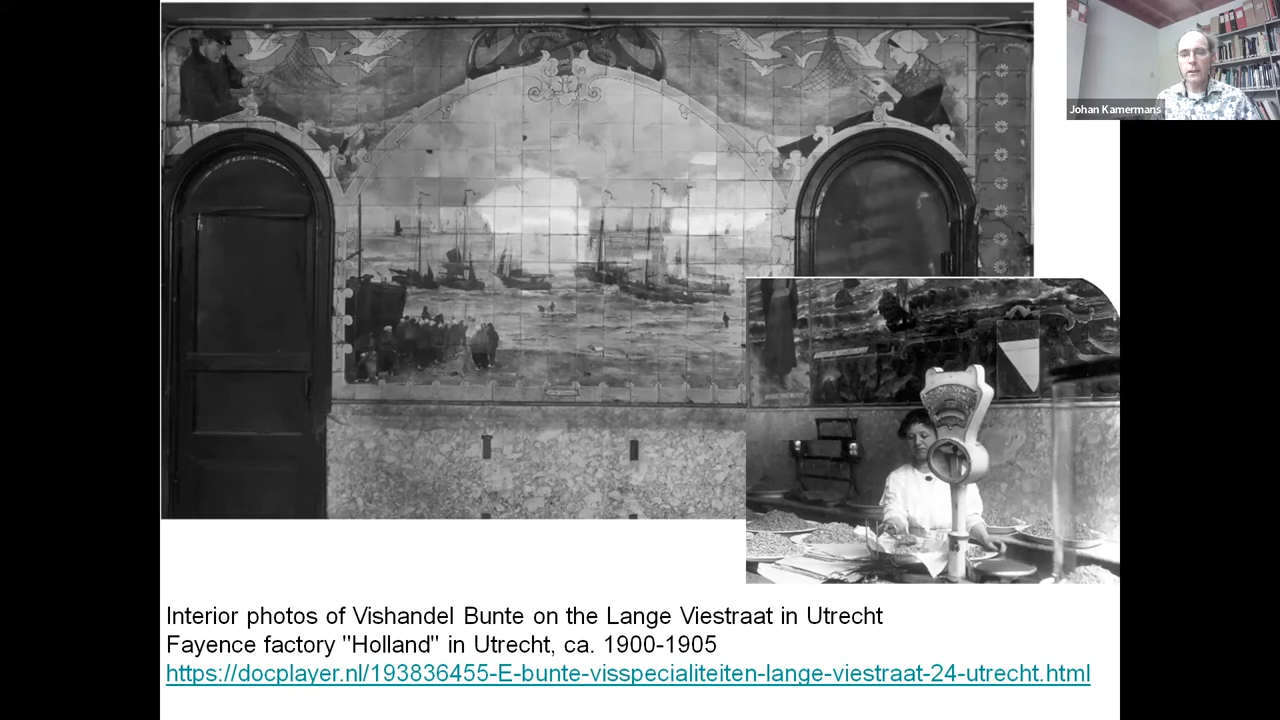 Johan Kamermans
Interior photos of Vishandel Bunte on the Lange Viestraat in Utrecht
Fayence factory "Holland" in Utrecht, ca. 1900-1905
https://docplayer.nl/193836455-E-bunte-visspecialiteiten-lange-viestraat-24-utrecht.html